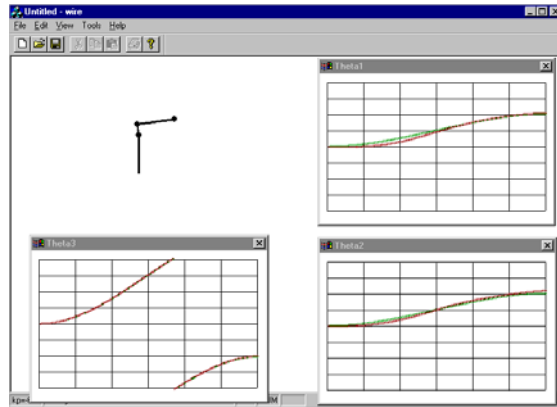 Untitled - wire
File Edit View Tools Help
Theta1
Theta3
Theta2